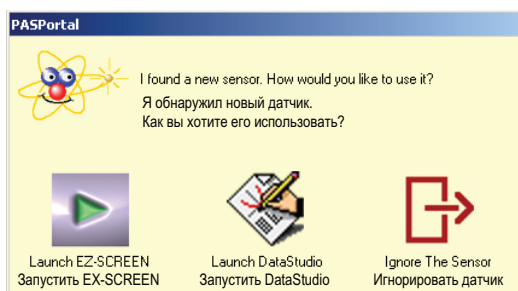 PASPortal
I found a new sensor. How would you like to use it?
Я обнаружил новый датчик.
Как вы хотите его использовать?
Launch EZ-SCREEN
Запустить EX-SCREEN
Launch DataStudio
Запустить DataStudio
Ignore The Sensor
Игнорировать датчик